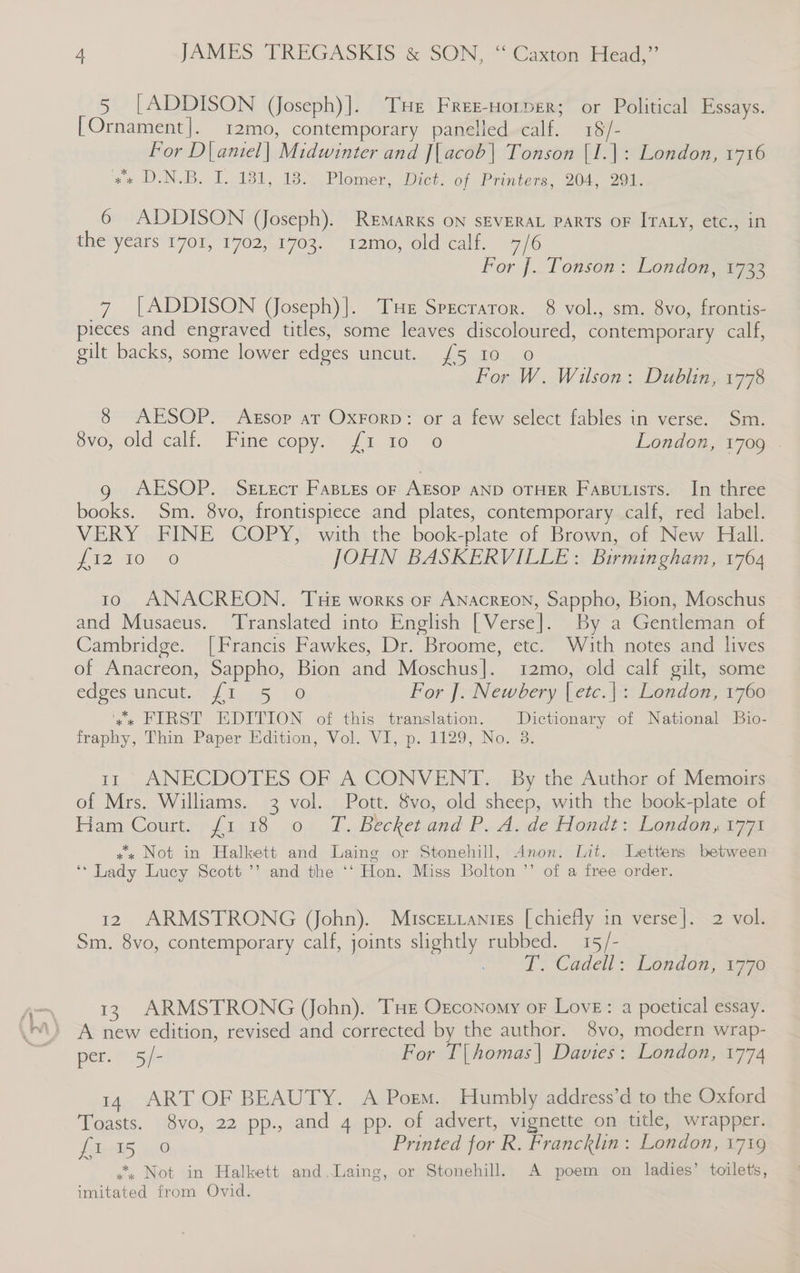 4 JAMES TREGASKIS & SON, “Caxton Head,”
5 [ADDISON (Joseph)]. The Free-holder; or Political Essays.
[Ornament]. 12mo, contemporary panelled calf. 18/-
For D[aniel] Midwinter and J[acob] Tonson [I.]: London, 1716
⁂ D.N.B. I. 131, 13. Plomer, Dict. of Printers, 204, 291.
6 ADDISON (Joseph). Remarks on several parts of Italy, etc., in
the years 1701, 1702, 1703. 12mo, old calf. 7/6
For J. Tonson: London, 1733
7 [ADDISON (Joseph)]. The Spectator. 8 vol., sm. 8vo, frontis-
pieces and engraved titles, some leaves discoloured, contemporary calf,
gilt backs, some lower edges uncut. £5 10 0
For W. Wilson: Dublin, 1778
8 AESOP. Aesop at Oxford: or a few select fables in verse. Sm.
8vo, old calf. Fine copy. £1 10 0 London, 1709
9 AESOP. Select Fables of Aesop and other Fabulists. In three
books. Sm. 8vo, frontispiece and plates, contemporary calf, red label.
VERY FINE COPY, with the book-plate of Brown, of New Hall.
£12 10 0 JOHN BASKERVILLE: Birmingham, 1764
10 ANACREON. The works of Anacreon, Sappho, Bion, Moschus
and Musaeus. Translated into English [Verse]. By a Gentleman of
Cambridge. [Francis Fawkes, Dr. Broome, etc. With notes and lives
of Anacreon, Sappho, Bion and Moschus]. 12mo, old calf gilt, some
edges uncut. £1 5 0 For J. Newbery [etc.]: London, 1760
⁂ FIRST EDITION of this translation. Dictionary of National Bio-
fraphy, Thin Paper Edition, Vol. VI, p. 1129, No. 3.
11 ANECDOTES OF A CONVENT. By the Author of Memoirs
of Mrs. Williams. 3 vol. Pott. 8vo, old sheep, with the book-plate of
Ham Court. £1 18 0 T. Becket and P. A. de Hondt: London, 1771
⁂ Not in Halkett and Laing or Stonehill, Anon. Lit. Letters between
“Lady Lucy Scott” and the “Hon. Miss Bolton” of a free order.
12 ARMSTRONG (John). Miscellanies [chiefly in verse]. 2 vol.
Sm. 8vo, contemporary calf, joints slightly rubbed. 15/-
T. Cadell: London, 1770
13 ARMSTRONG (John). The Oeconomy of Love: a poetical essay.
A new edition, revised and corrected by the author. 8vo, modern wrap-
per. 5/- For T[homas] Davies: London, 1774
14 ART OF BEAUTY. A Poem. Humbly address’d to the Oxford
Toasts. 8vo, 22 pp., and 4 pp. of advert, vignette on title, wrapper.
£1 15 0 Printed for R. Francklin: London, 1719
⁂ Not in Halkett and Laing, or Stonehill. A poem on ladies’ toilets,
imitated from Ovid.